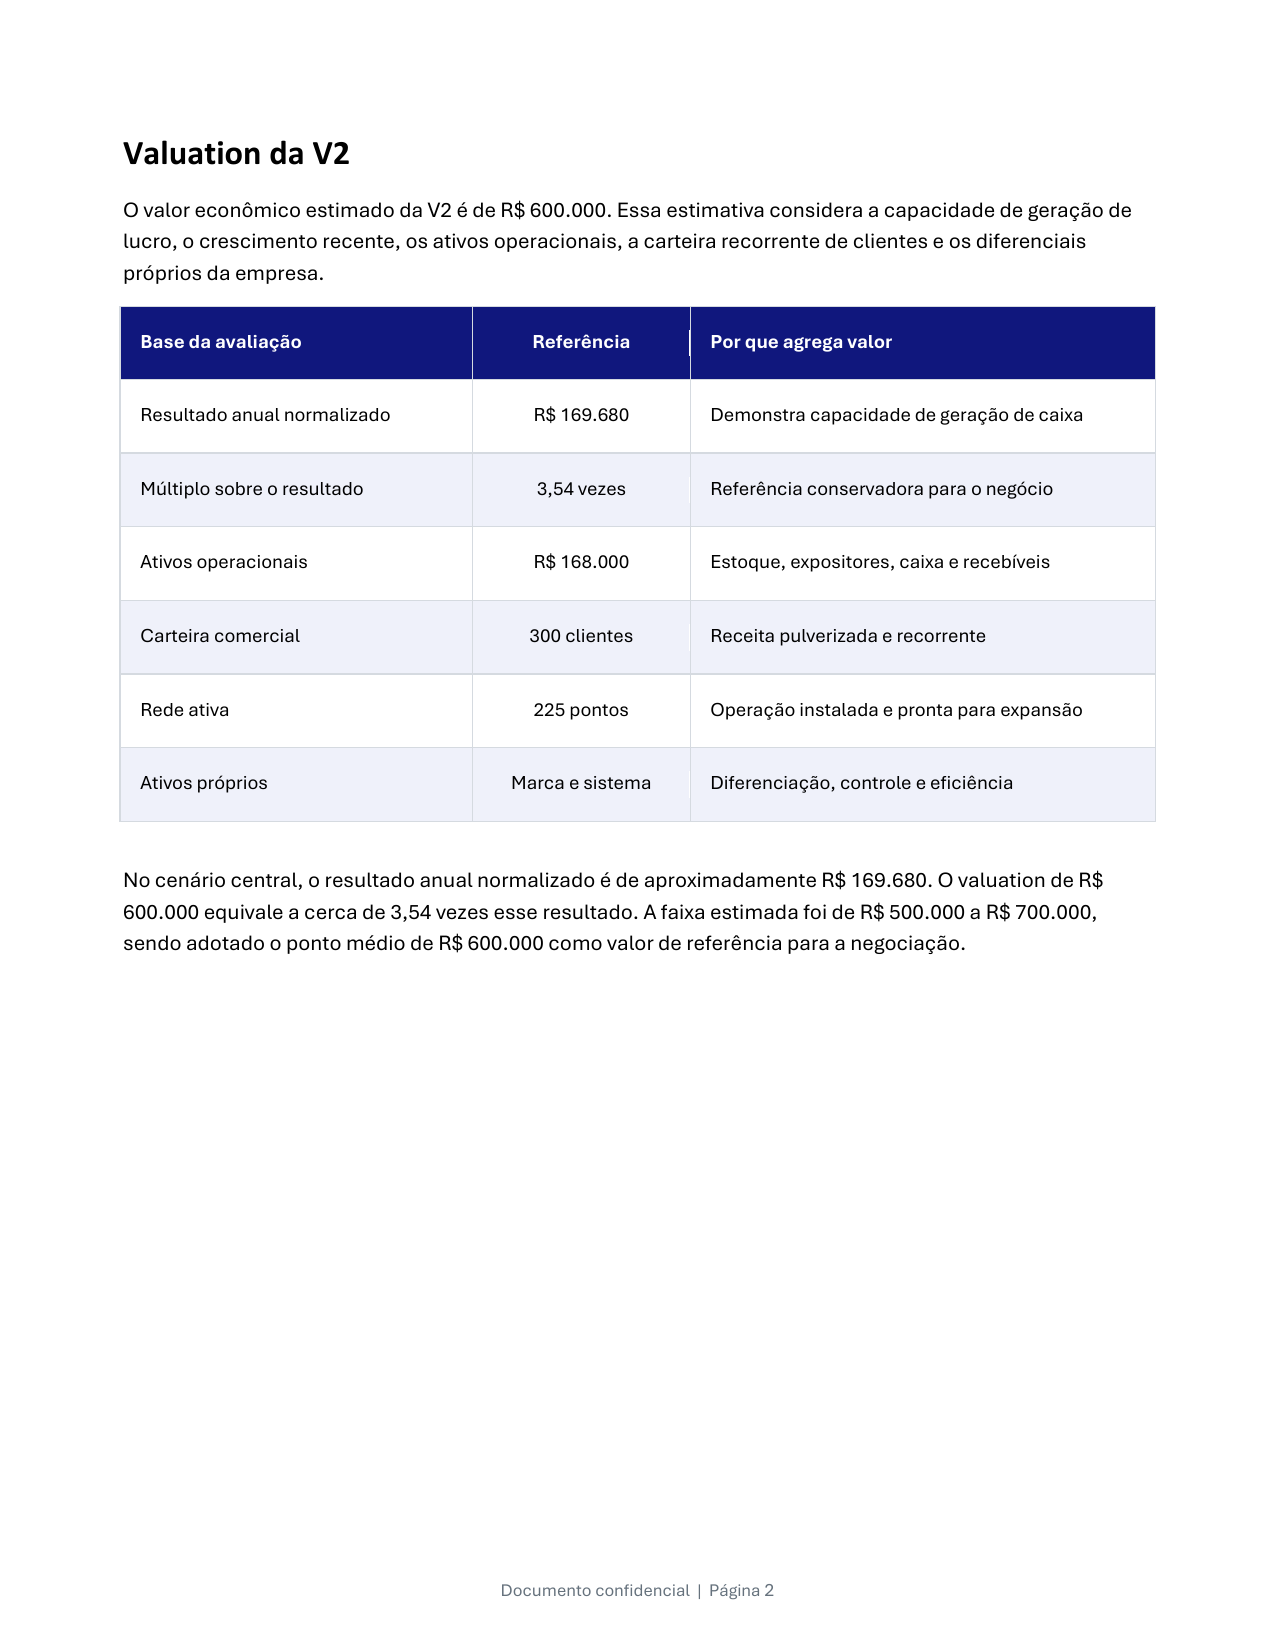 Valuation da V2
O valor econômico estimado da V2 é de R$ 600.000. Essa estimativa considera a capacidade de geração de
lucro, o crescimento recente, os ativos operacionais, a carteira recorrente de clientes e os diferenciais
próprios da empresa.
Base da avaliação Referência Por que agrega valor
Resultado anual normalizado R$ 169.680 Demonstra capacidade de geração de caixa
Múltiplo sobre o resultado 3,54 vezes Referência conservadora para o negócio
Ativos operacionais R$ 168.000 Estoque, expositores, caixa e recebíveis
Carteira comercial 300 clientes Receita pulverizada e recorrente
Rede ativa 225 pontos Operação instalada e pronta para expansão
Ativos próprios Marca e sistema Diferenciação, controle e eficiência
No cenário central, o resultado anual normalizado é de aproximadamente R$ 169.680. O valuation de R$
600.000 equivale a cerca de 3,54 vezes esse resultado. A faixa estimada foi de R$ 500.000 a R$ 700.000,
sendo adotado o ponto médio de R$ 600.000 como valor de referência para a negociação.
Documento confidencial | Página 2